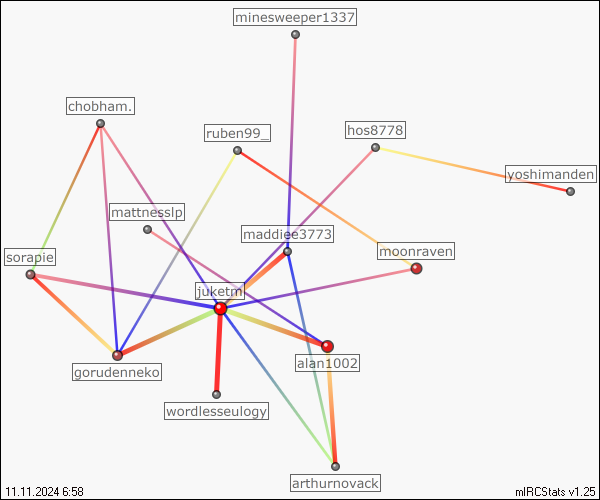 minesweeper1337
chobham.
ruben99_
hos8778
yoshimanden
mattnesslp
maddiee3773
sorapie
moonraven
juketm
alan1002
gorudenneko
wordlesseulogy
arthurnovack
11.11.2024 6:58
mIRCStats v1.25